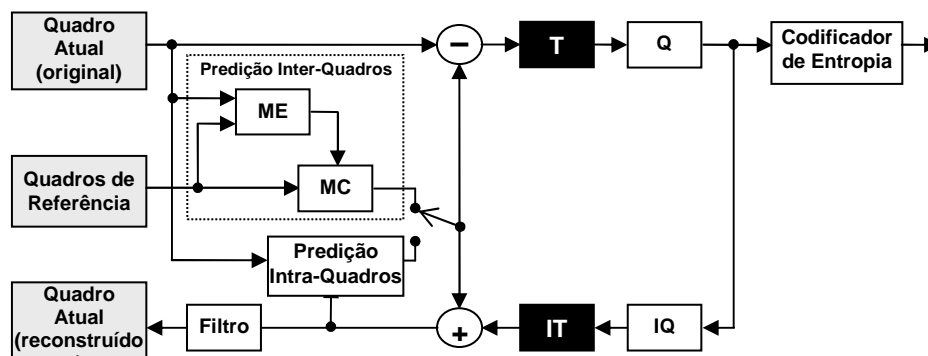 Quadro
Atual
(original)
Predição Inter-Quadros
ME
MC
−
T
Q
Codificador
de Entropia
Quadros de
Referência
Predição
Intra-Quadros
Quadro
Atual
(reconstruído
Filtro
+
IT
IQ